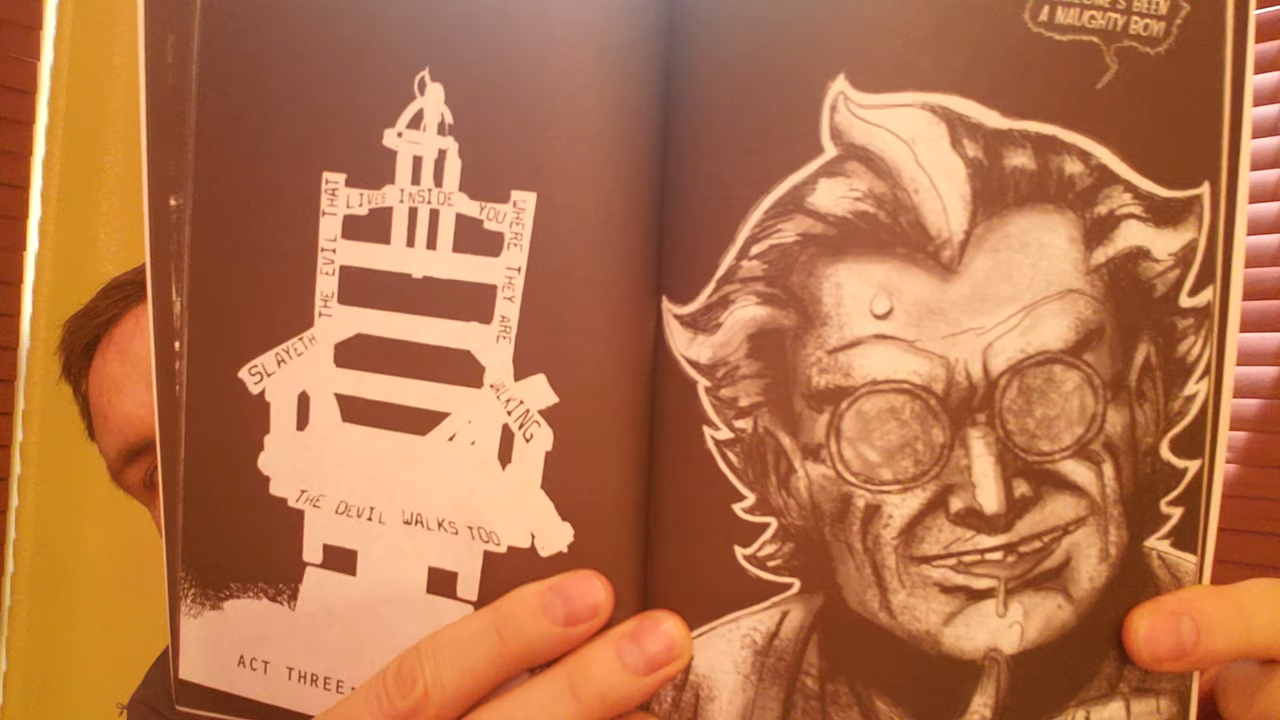 THE EVIL THAT
LIVES INSIDE YOU
WHERE THEY ARE
SLAYETH
WALKING
THE DEVIL WALKS TOO
ACT THREE
BEEN
A NAUGHTY BOY!